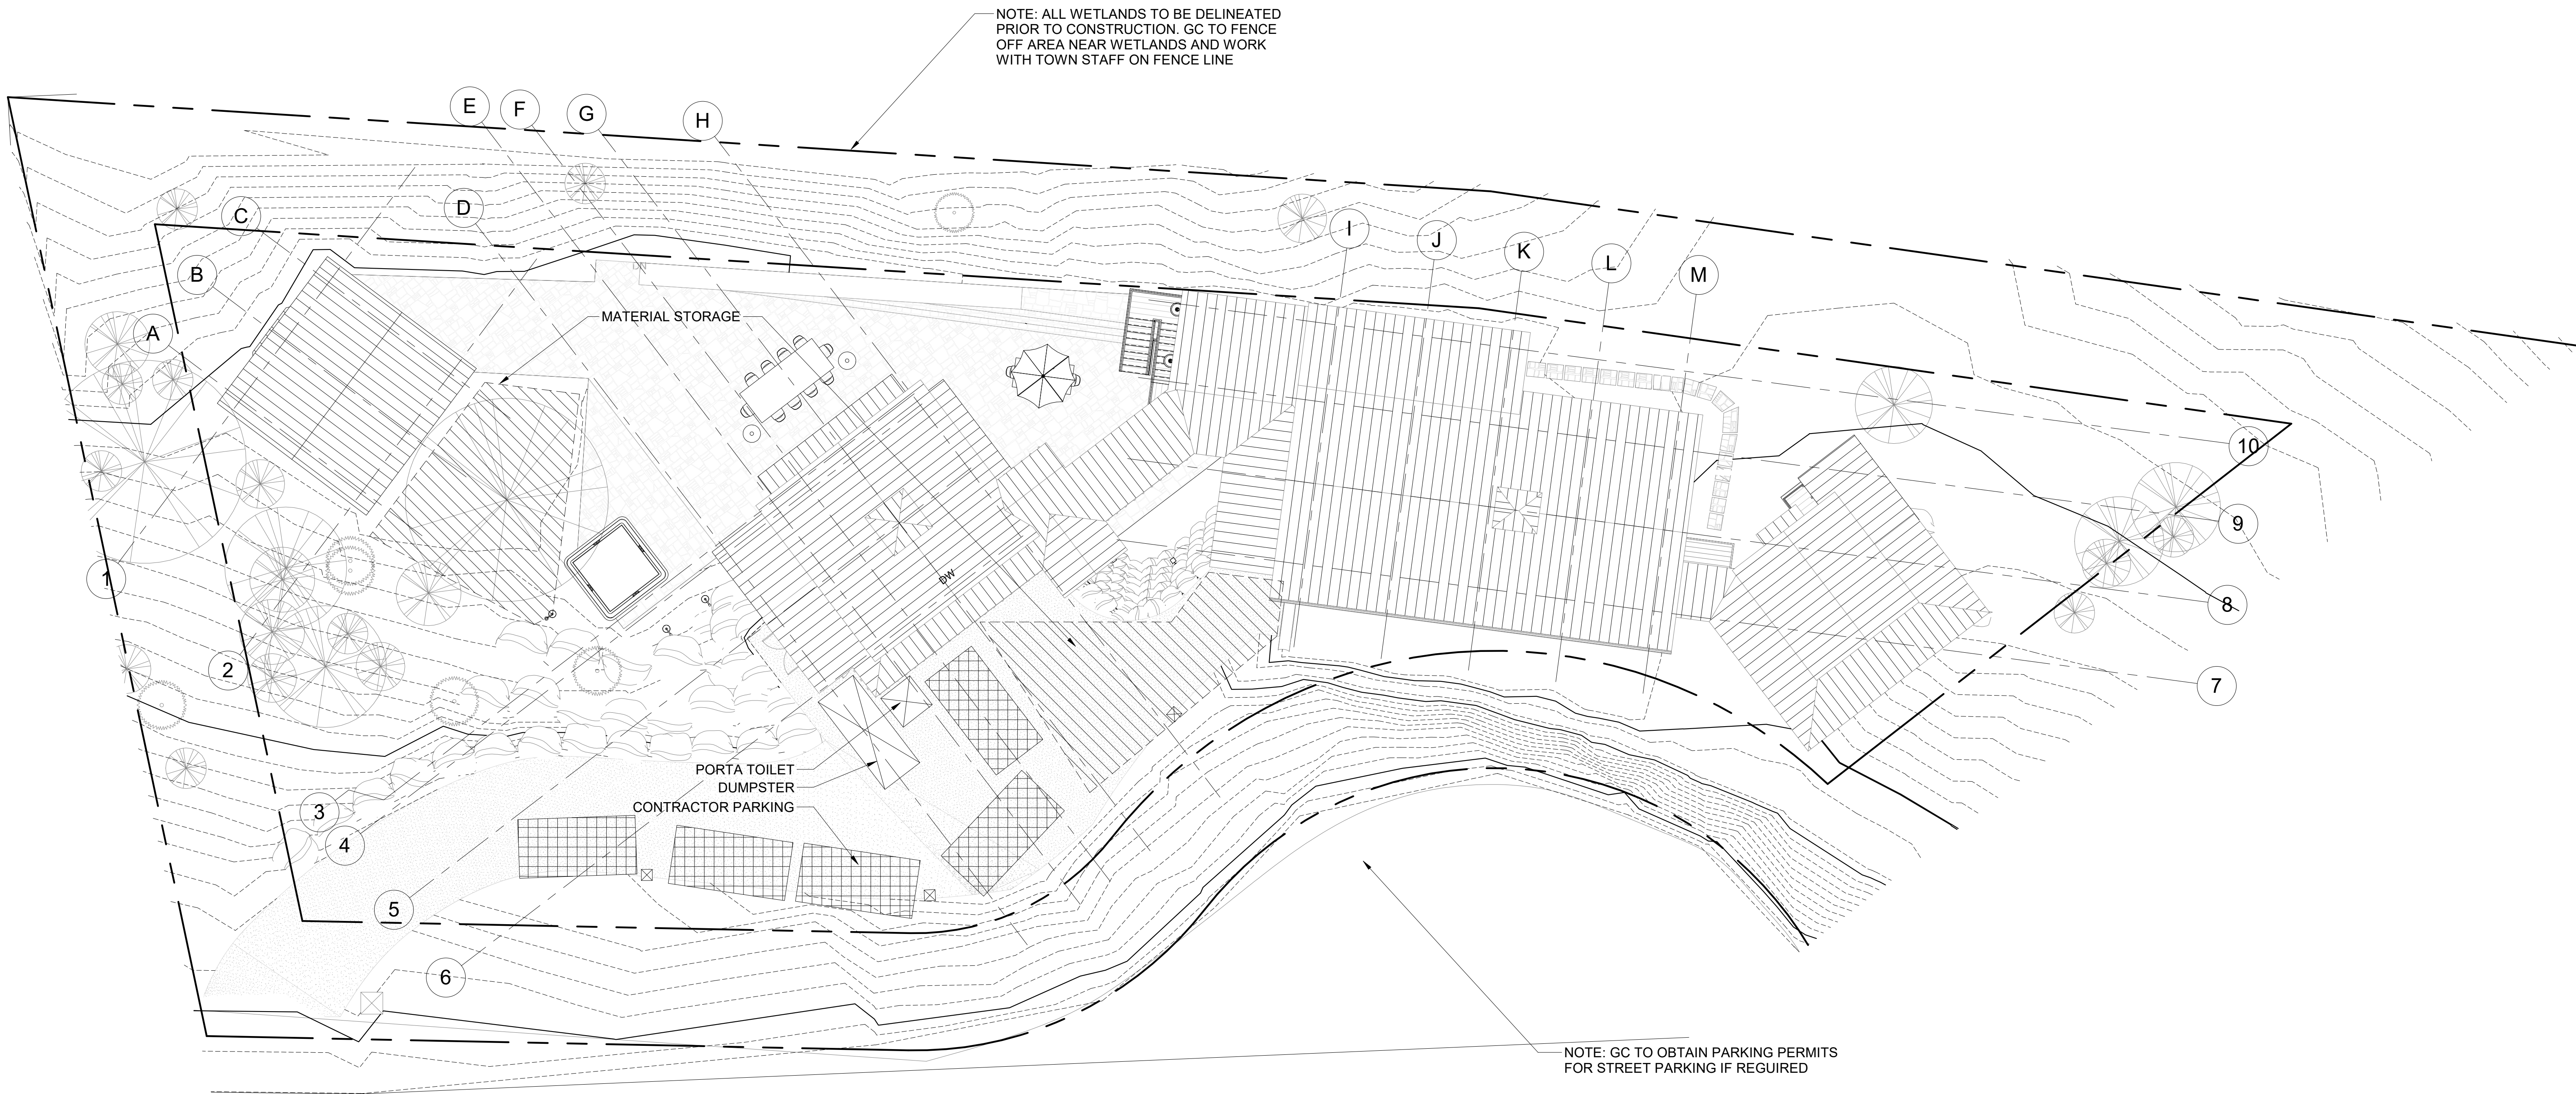 NOTE: ALL WETLANDS TO BE DELINEATED
PRIOR TO CONSTRUCTION. GC TO FENCE
OFF AREA NEAR WETLANDS AND WORK
WITH TOWN STAFF ON FENCE LINE
E
F
G
H
C
D
B
A
I
J
K
L
M
MATERIAL STORAGE
10
9
8
7
1
2
3
4
5
6
DW
PORTA TOILET
DUMPSTER
CONTRACTOR PARKING
NOTE: GC TO OBTAIN PARKING PERMITS
FOR STREET PARKING IF REGUIRED